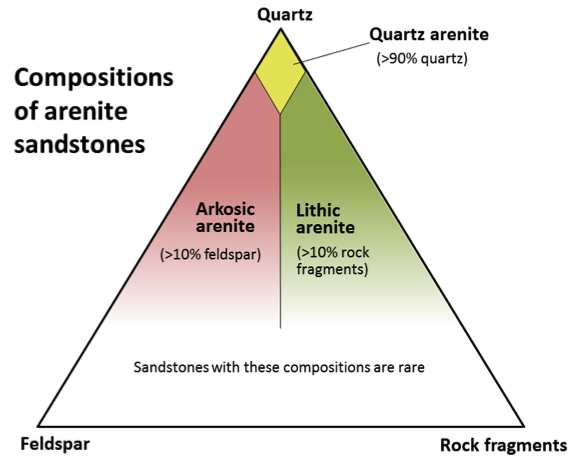 Quartz
Quartz arenite
(>90% quartz)
Compositions
of arenite
sandstones
Arkosic
arenite
(>10% feldspar)
Lithic
arenite
(>10% rock
fragments)
Sandstones with these compositions are rare
Feldspar
Rock fragments